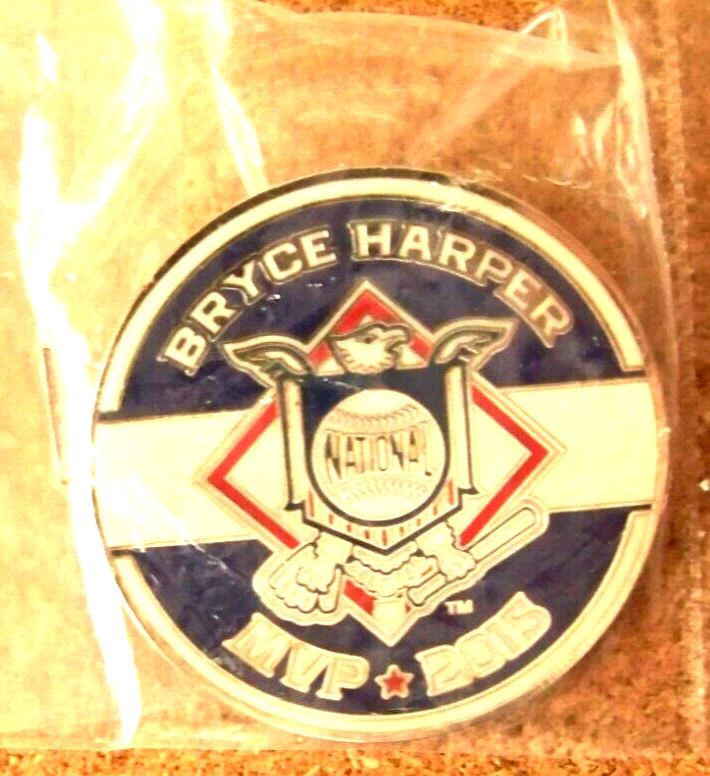 BRYCE HARPER
NATIONAL
TM
MVP ★ 2015